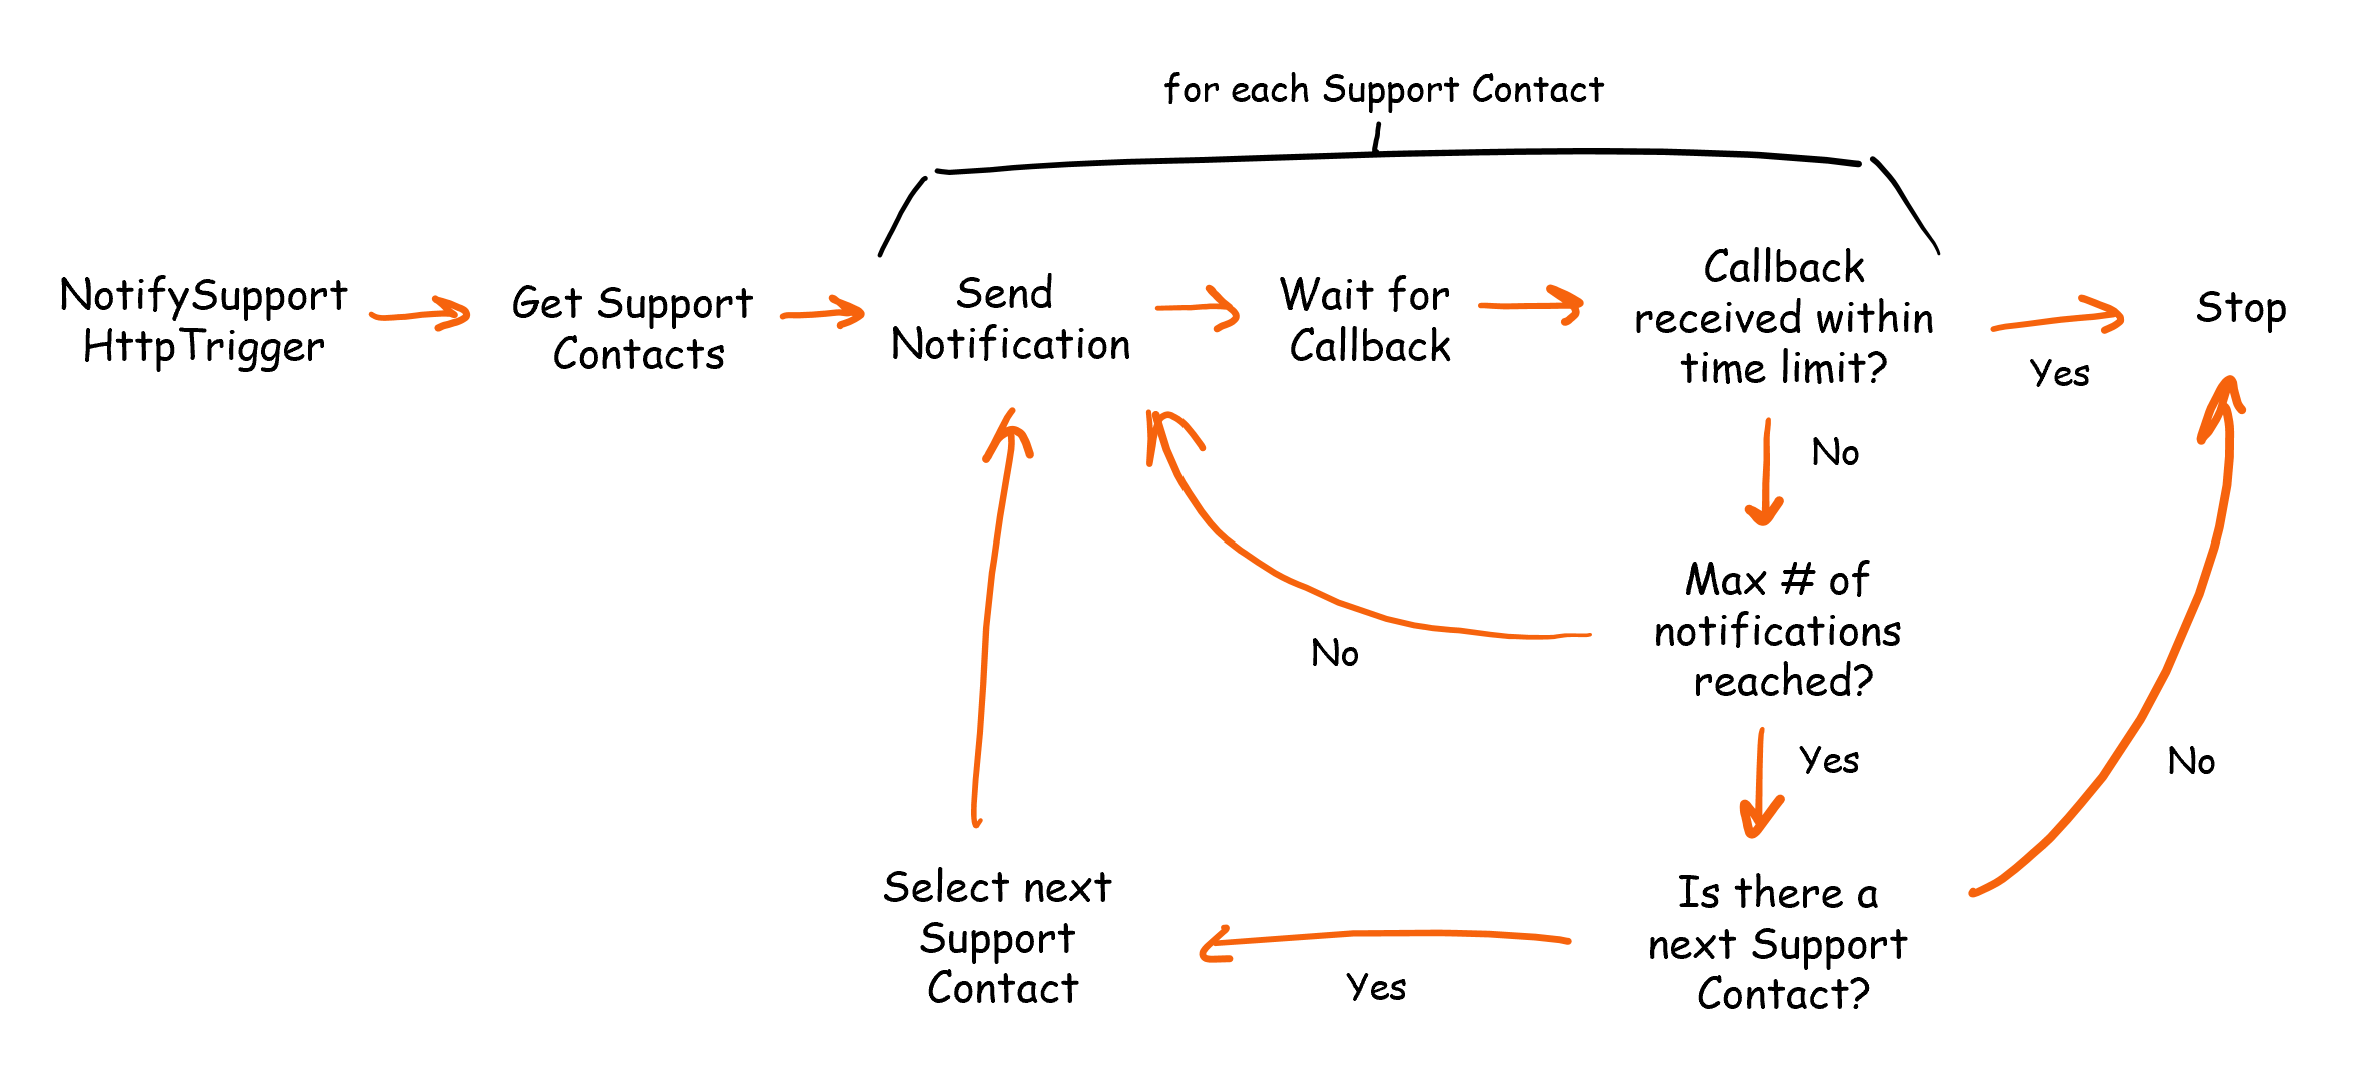 for each Support Contact
NotifySupport
HttpTrigger
Get Support
Contacts
Send
Notification
Wait for
Callback
Callback
received within
time limit?
Yes
Stop
No
Max # of
notifications
reached?
No
Yes
No
Is there a
next Support
Contact?
Yes
Select next
Support
Contact